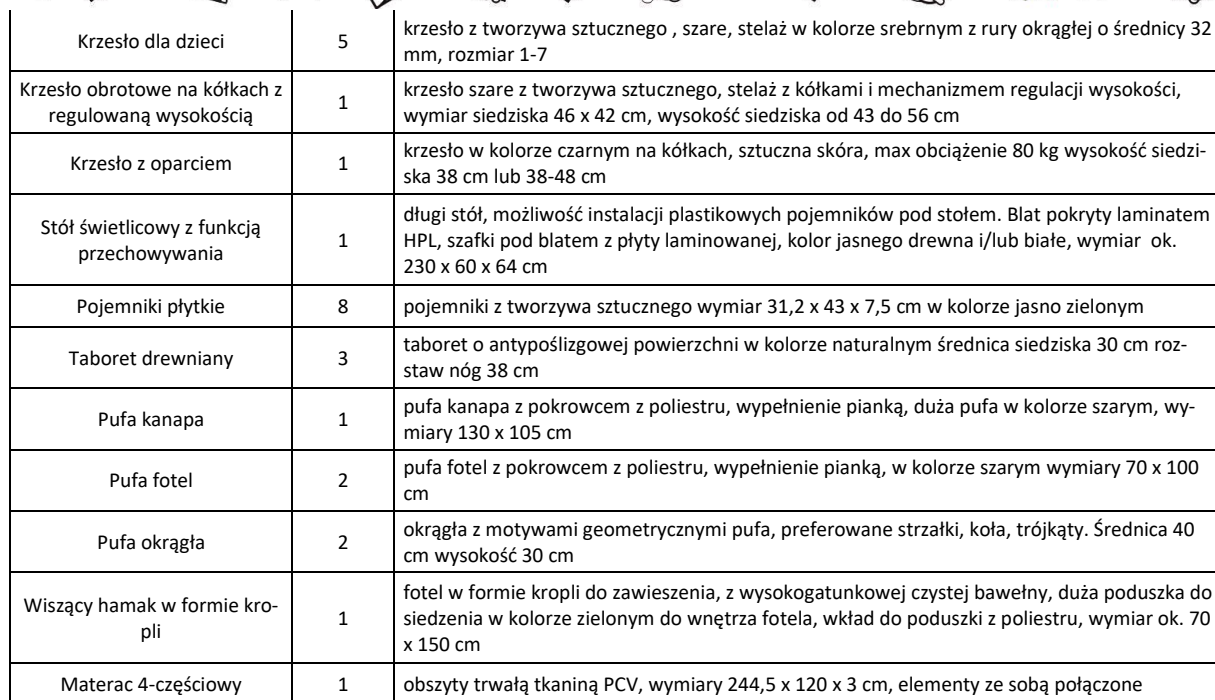 Krzesło dla dzieci
5
krzesło z tworzywa sztucznego , szare, stelaż w kolorze srebrnym z rury okrągłej o średnicy 32
mm, rozmiar 1-7
Krzesło obrotowe na kółkach z
regulowaną wysokością
1
krzesło szare z tworzywa sztucznego, stelaż z kółkami i mechanizmem regulacji wysokości,
wymiar siedziska 46 x 42 cm, wysokość siedziska od 43 do 56 cm
Krzesło z oparciem
1
krzesło w kolorze czarnym na kółkach, sztuczna skóra, max obciążenie 80 kg wysokość siedzi-
ska 38 cm lub 38-48 cm
Stół świetlicowy z funkcją
przechowywania
1
długi stół, możliwość instalacji plastikowych pojemników pod stołem. Blat pokryty laminatem
HPL, szafki pod blatem z płyty laminowanej, kolor jasnego drewna i/lub białe, wymiar ok.
230 x 60 x 64 cm
Pojemniki płytkie
8
pojemniki z tworzywa sztucznego wymiar 31,2 x 43 x 7,5 cm w kolorze jasno zielonym
Taboret drewniany
3
taboret o antypoślizgowej powierzchni w kolorze naturalnym średnica siedziska 30 cm roz-
staw nóg 38 cm
Pufa kanapa
1
pufa kanapa z pokrowcem z poliestru, wypełnienie pianką, duża pufa w kolorze szarym, wy-
miary 130 x 105 cm
Pufa fotel
2
pufa fotel z pokrowcem z poliestru, wypełnienie pianką, w kolorze szarym wymiary 70 x 100
cm
Pufa okrągła
2
okrągła z motywami geometrycznymi pufa, preferowane strzałki, koła, trójkąty. Średnica 40
cm wysokość 30 cm
Wiszący hamak w formie kro-
pli
1
fotel w formie kropli do zawieszenia, z wysokogatunkowej czystej bawełny, duża poduszka do
siedzenia w kolorze zielonym do wnętrza fotela, wkład do poduszki z poliestru, wymiar ok. 70
x 150 cm
Materac 4-częściowy
1
obszyty trwałą tkaniną PCV, wymiary 244,5 x 120 x 3 cm, elementy ze sobą połączone